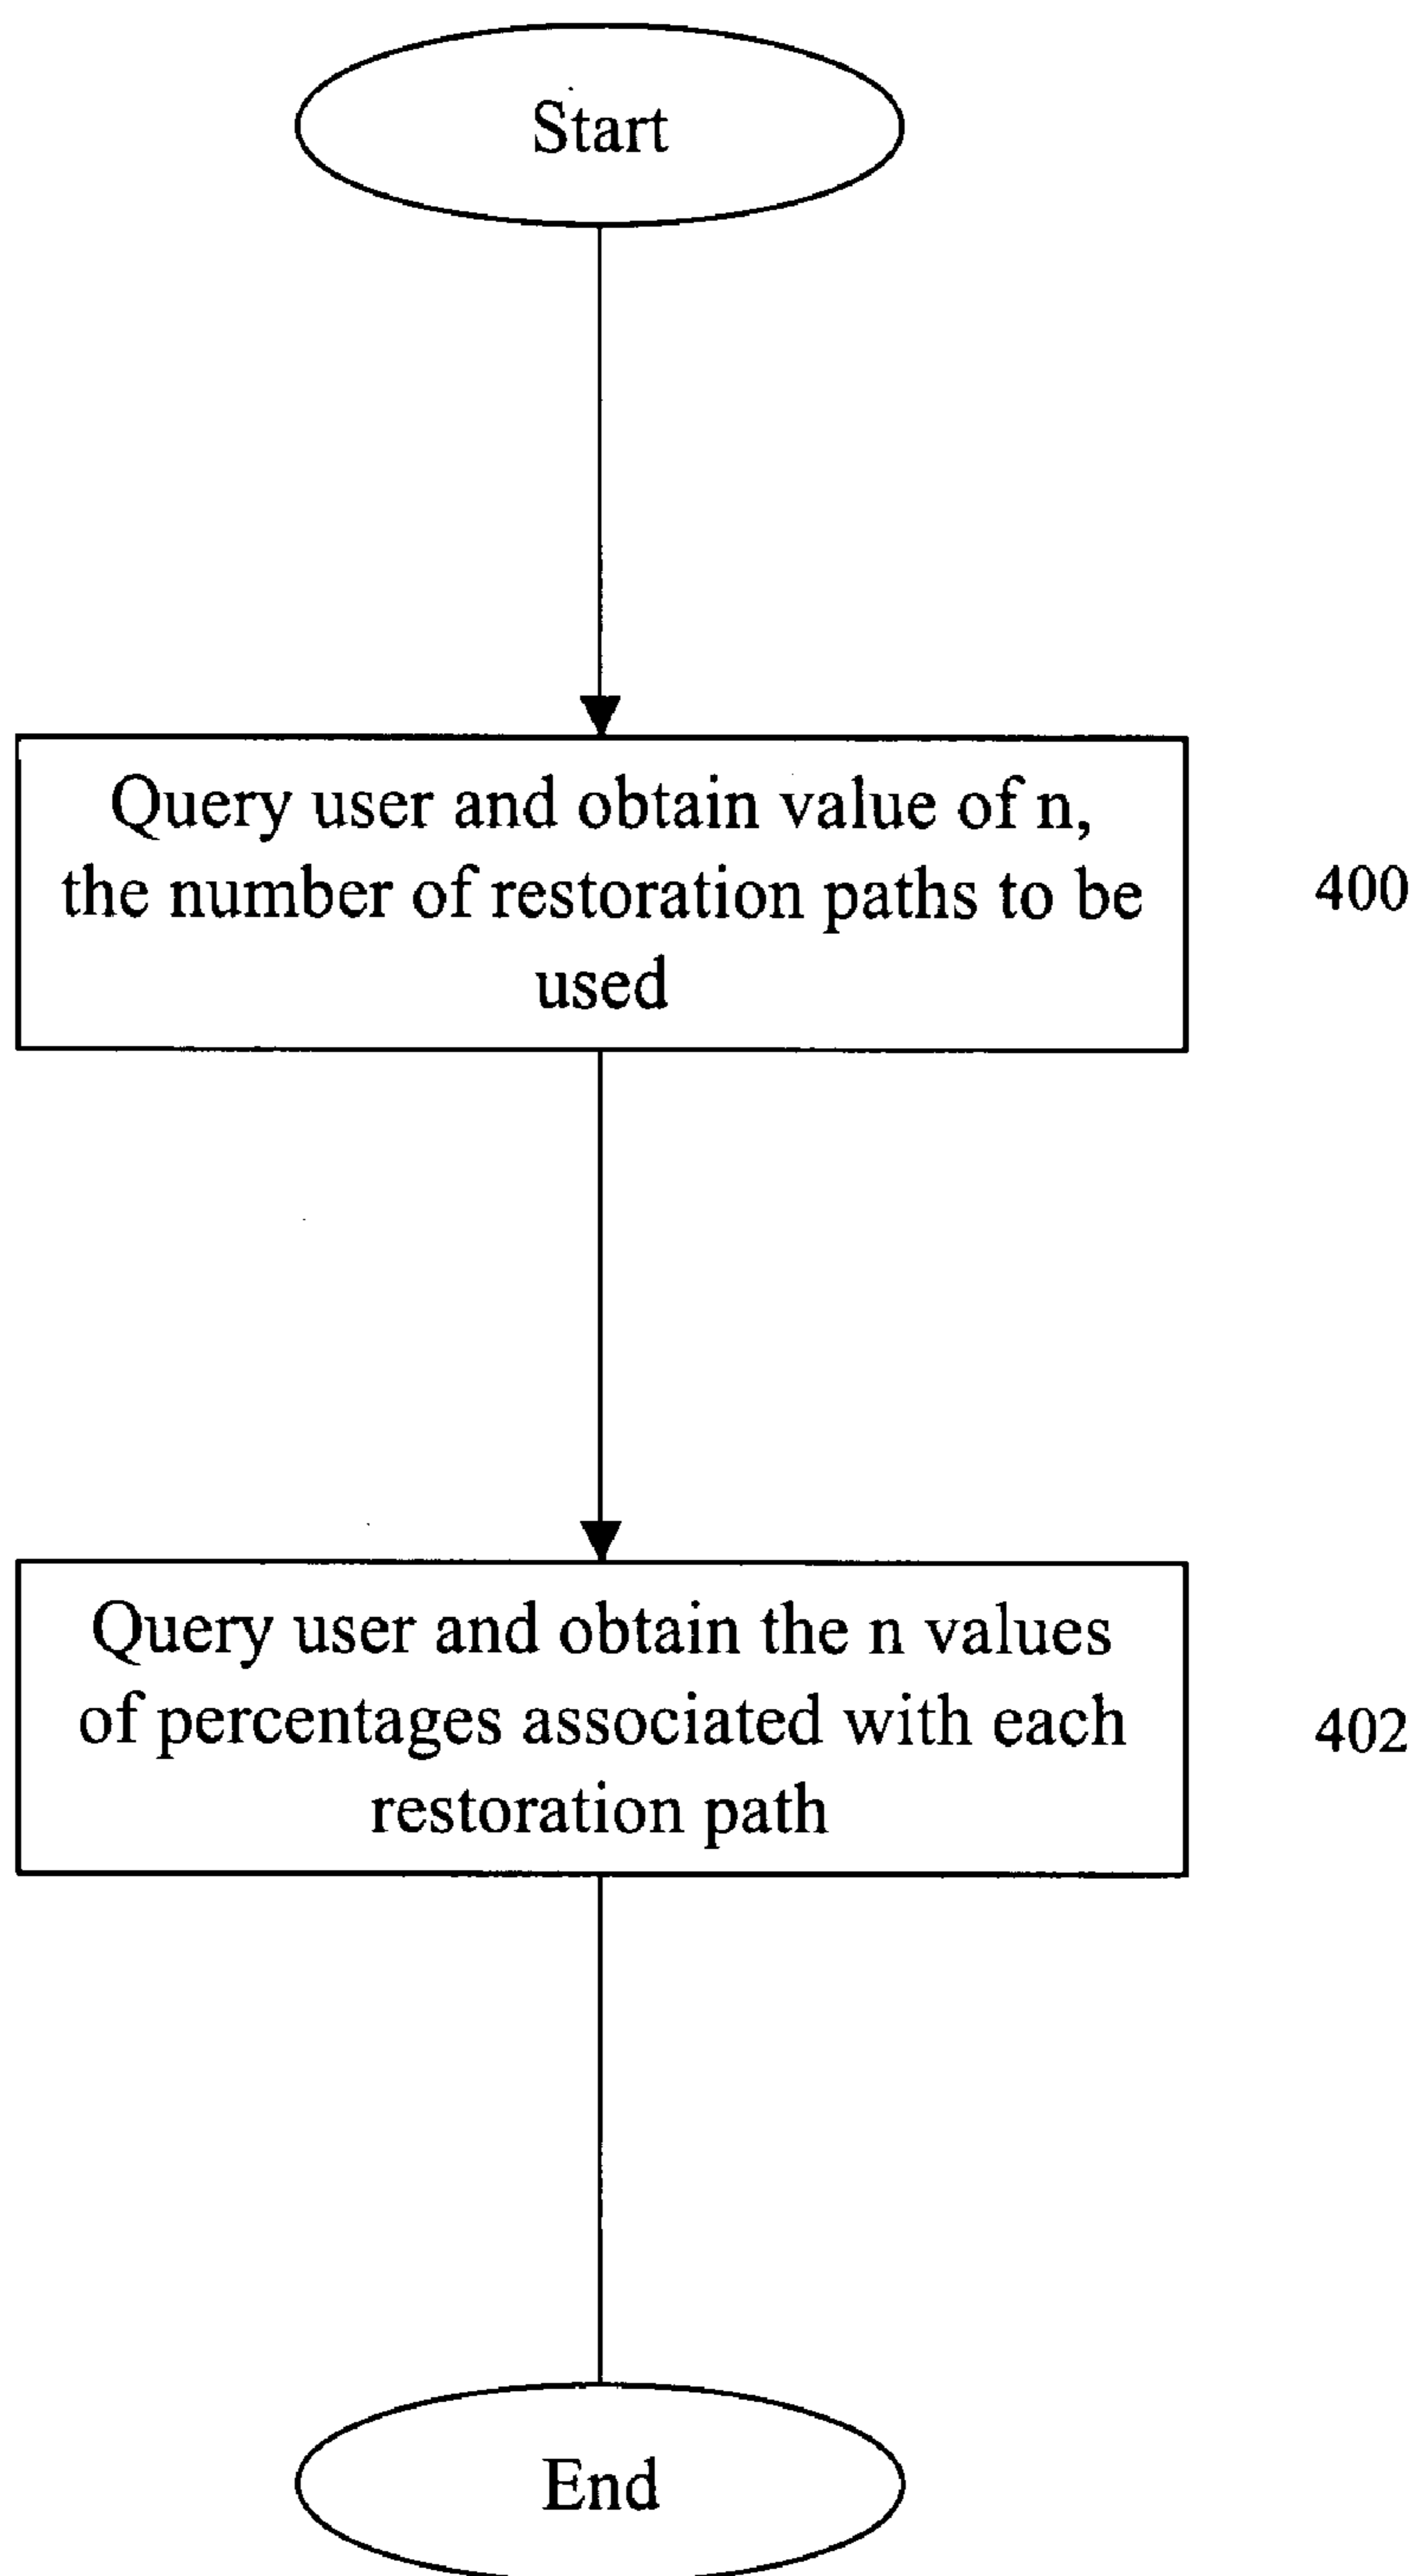 Start
Query user and obtain value of n,
the number of restoration paths to be
used
400
Query user and obtain the n values
of percentages associated with each
restoration path
402
End